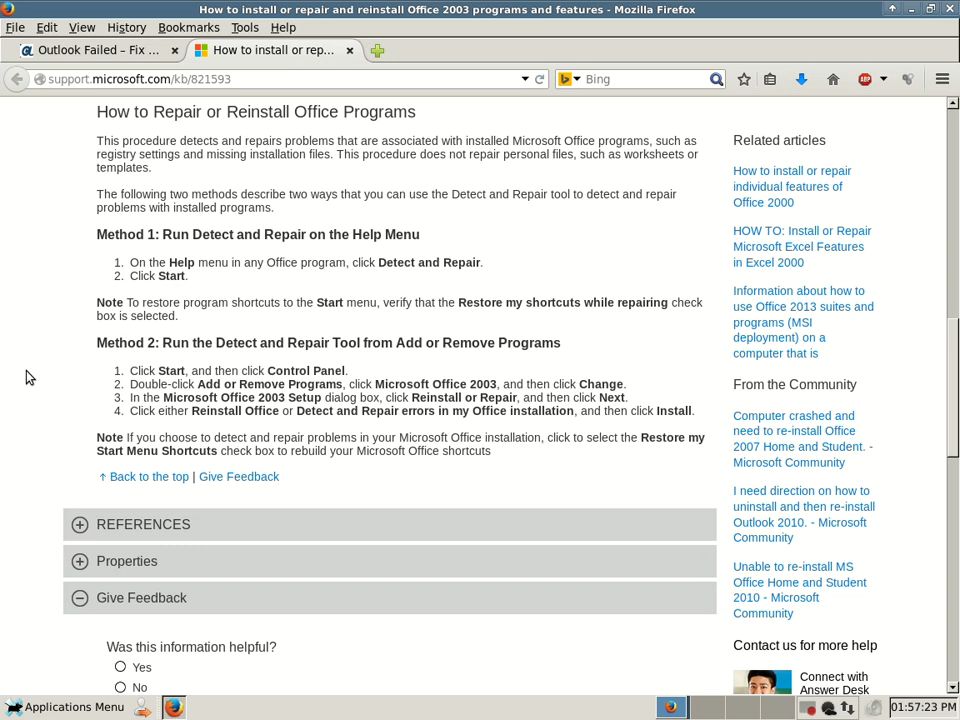 How to install or repair and reinstall Office 2003 programs and features - Mozilla Firefox
File Edit View History Bookmarks Tools Help
Outlook Failed – Fix ...
How to install or rep...
support.microsoft.com/kb/821593
Bing
How to Repair or Reinstall Office Programs
This procedure detects and repairs problems that are associated with installed Microsoft Office programs, such as
registry settings and missing installation files. This procedure does not repair personal files, such as worksheets or
templates.
The following two methods describe two ways that you can use the Detect and Repair tool to detect and repair
problems with installed programs.
Method 1: Run Detect and Repair on the Help Menu
1. On the Help menu in any Office program, click Detect and Repair.
2. Click Start.
Note To restore program shortcuts to the Start menu, verify that the Restore my shortcuts while repairing check
box is selected.
Method 2: Run the Detect and Repair Tool from Add or Remove Programs
1. Click Start, and then click Control Panel.
2. Double-click Add or Remove Programs, click Microsoft Office 2003, and then click Change.
3. In the Microsoft Office 2003 Setup dialog box, click Reinstall or Repair, and then click Next.
4. Click either Reinstall Office or Detect and Repair errors in my Office installation, and then click Install.
Note If you choose to detect and repair problems in your Microsoft Office installation, click to select the Restore my
Start Menu Shortcuts check box to rebuild your Microsoft Office shortcuts
↑ Back to the top | Give Feedback
REFERENCES
Properties
Give Feedback
Was this information helpful?
Yes
No
Related articles
How to install or repair
individual features of
Office 2000
HOW TO: Install or Repair
Microsoft Excel Features
in Excel 2000
Information about how to
use Office 2013 suites and
programs (MSI
deployment) on a
computer that is
From the Community
Computer crashed and
need to re-install Office
2007 Home and Student. -
Microsoft Community
I need direction on how to
uninstall and then re-install
Outlook 2010. - Microsoft
Community
Unable to re-install MS
Office Home and Student
2010 - Microsoft
Community
Contact us for more help
Connect with
Answer Desk
Applications Menu
01:57:23 PM